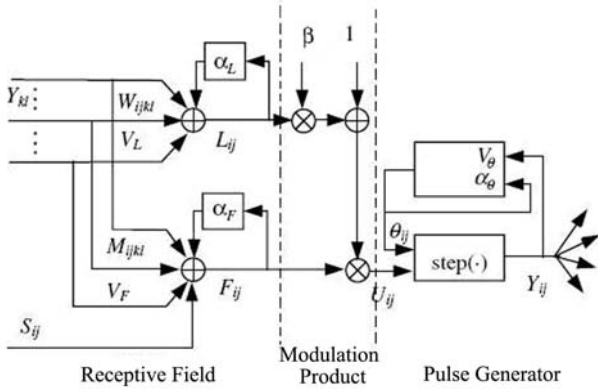 β 1
α_L
Y_kl ⋮ W_ijkl
V_L L_ij
⋮
V_θ
α_θ
α_F
θ_ij
M_ijkl step(·)
V_F F_ij U_ij Y_ij
S_ij
Receptive Field Modulation Product Pulse Generator